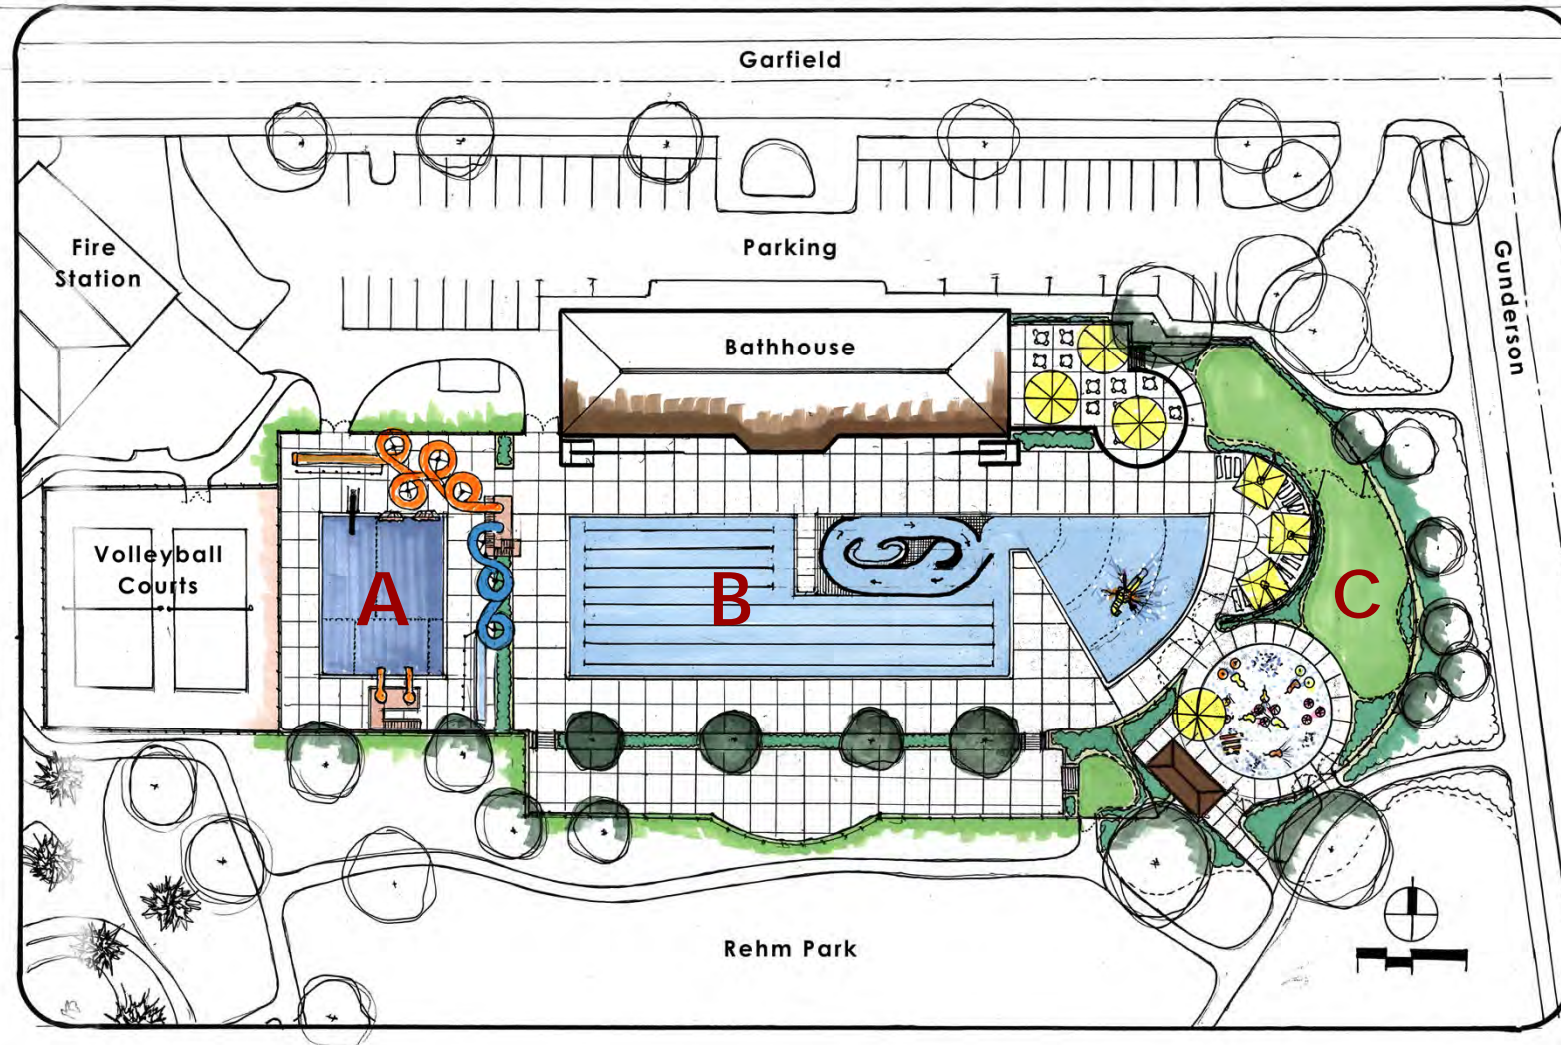 Garfield
Parking
Fire
Station
Gunderson
Bathhouse
Volleyball
Courts
A
B
C
Rehm Park